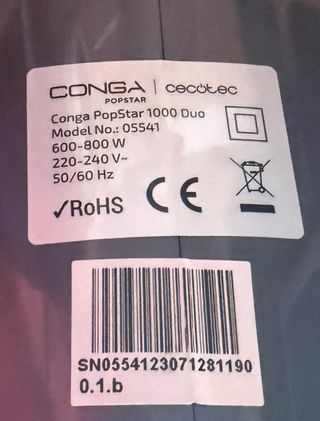 CONGA | cecotec
POPSTAR
Conga PopStar 1000 Duo
Model No.: 05541
600-800 W
220-240 V~
50/60 Hz
✓RoHS CE
SN0554123071281190
0.1.b